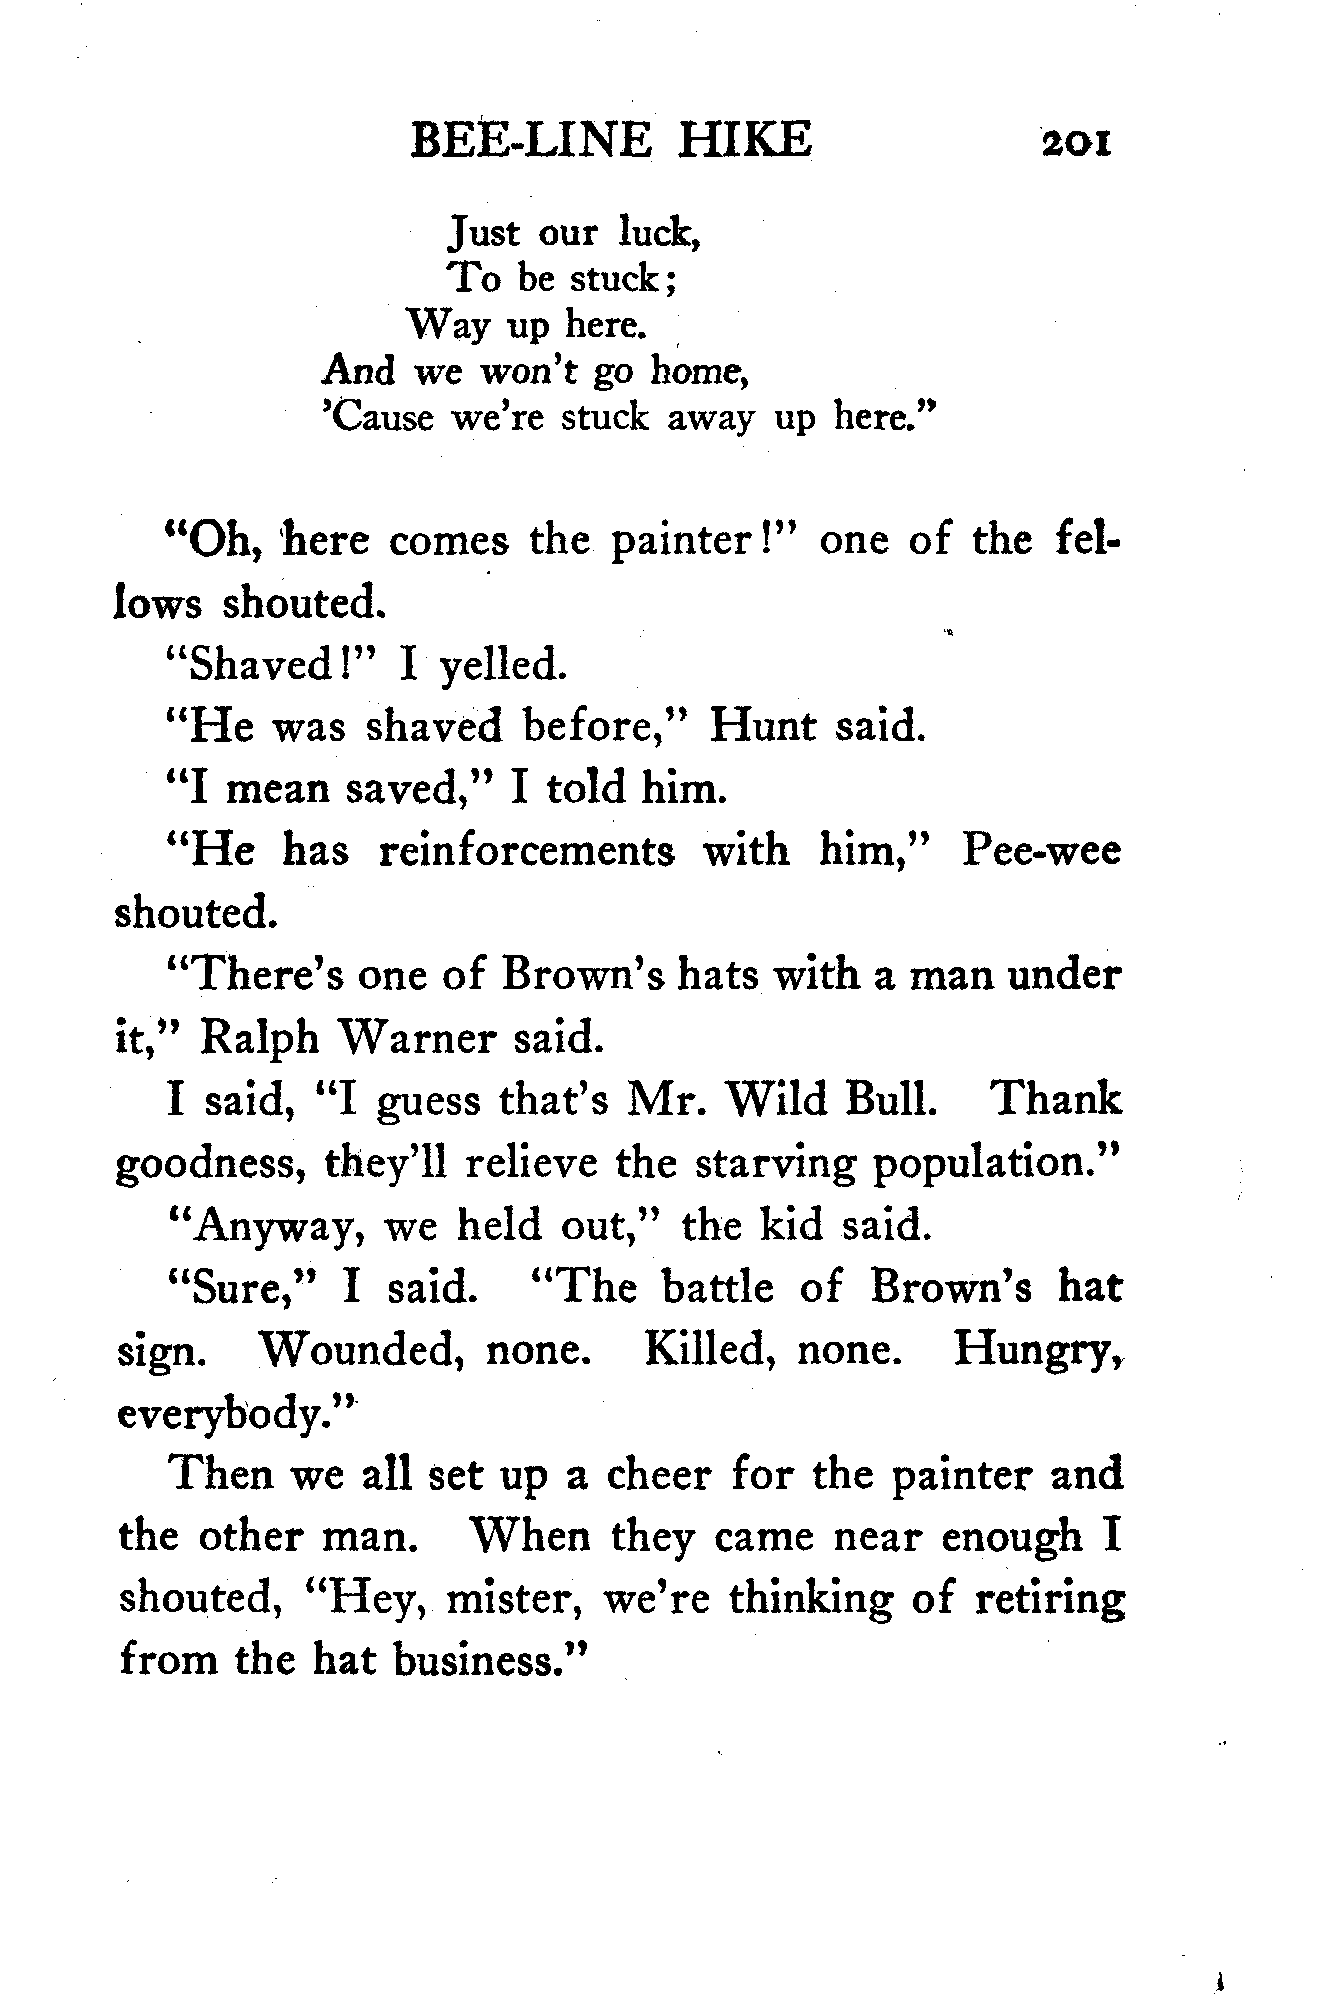 BEE-LINE HIKE 201
Just our luck,
To be stuck;
Way up here.
And we won't go home,
'Cause we're stuck away up here."
"Oh, here comes the painter!" one of the fel-
lows shouted.
"Shaved!" I yelled.
"He was shaved before," Hunt said.
"I mean saved," I told him.
"He has reinforcements with him," Pee-wee
shouted.
"There's one of Brown's hats with a man under
it," Ralph Warner said.
I said, "I guess that's Mr. Wild Bull. Thank
goodness, they'll relieve the starving population."
"Anyway, we held out," the kid said.
"Sure," I said. "The battle of Brown's hat
sign. Wounded, none. Killed, none. Hungry,
everybody."
Then we all set up a cheer for the painter and
the other man. When they came near enough I
shouted, "Hey, mister, we're thinking of retiring
from the hat business."